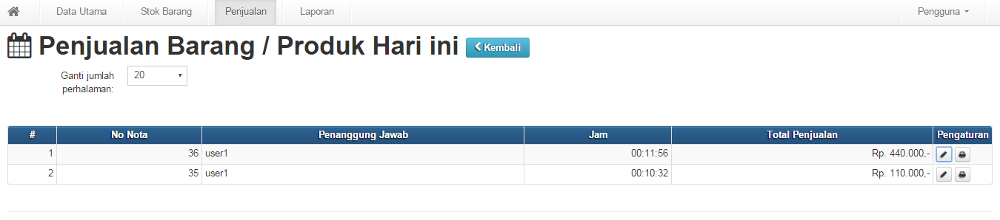 Data Utama Stok Barang Penjualan Laporan Pengguna
Penjualan Barang / Produk Hari ini Kembali
Ganti jumlah 20
perhalaman:
# No Nota Penanggung Jawab Jam Total Penjualan Pengaturan
1 36 user1 00:11:56 Rp. 440.000,-
2 35 user1 00:10:32 Rp. 110.000,-